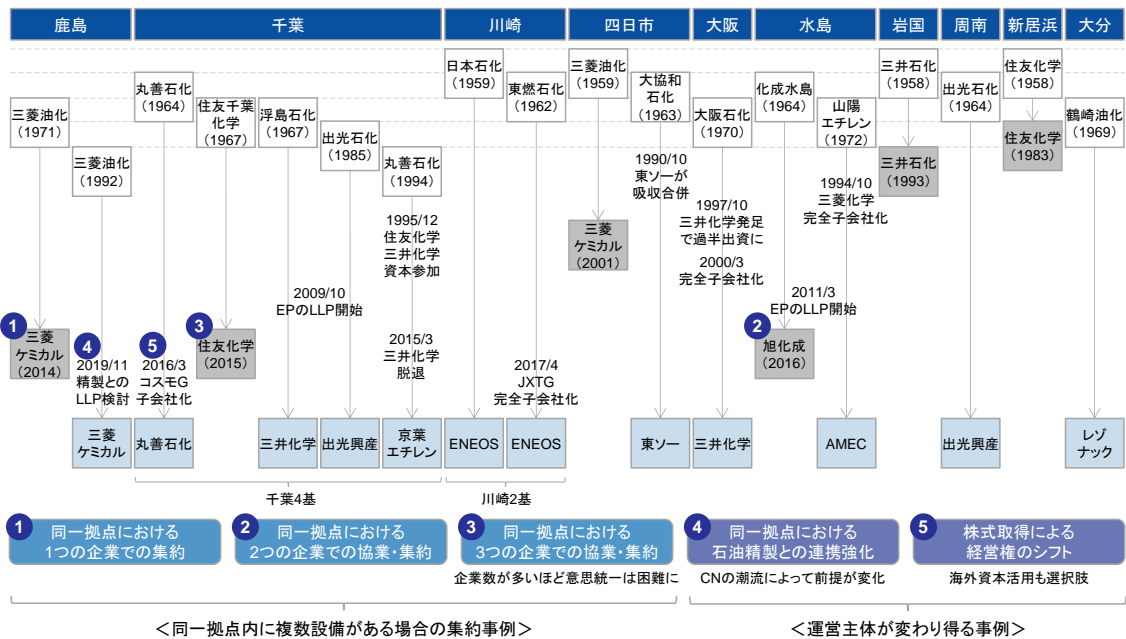 鹿島
千葉
川崎
四日市
大阪
水島
岩国
周南
新居浜
大分
三菱油化
(1971)
三菱油化
(1992)
丸善石化
(1964)
住友千葉
化学
(1967)
浮島石化
(1967)
出光石化
(1985)
丸善石化
(1994)
日本石化
(1959)
東燃石化
(1962)
三菱油化
(1959)
大協和
石化
(1963)
大阪石化
(1970)
化成水島
(1964)
山陽
エチレン
(1972)
三井石化
(1958)
三井石化
(1993)
出光石化
(1964)
住友化学
(1958)
住友化学
(1983)
鶴崎油化
(1969)
1995/12
住友化学
三井化学
資本参加
1990/10
東ソーが
吸収合併
1997/10
三井化学発足
で過半出資に
2000/3
完全子会社化
1994/10
三菱化学
完全子会社化
三菱
ケミカル
(2001)
2009/10
EPのLLP開始
2011/3
EPのLLP開始
1
三菱
ケミカル
(2014)
4
2019/11
精製との
LLP検討
5
2016/3
コスモG
子会社化
3
住友化学
(2015)
2015/3
三井化学
脱退
2017/4
JXTG
完全子会社化
2
旭化成
(2016)
三菱
ケミカル
丸善石化
三井化学
出光興産
京葉
エチレン
ENEOS
ENEOS
東ソー
三井化学
AMEC
出光興産
レゾ
ナック
千葉4基
川崎2基
1
同一拠点における
1つの企業での集約
2
同一拠点における
2つの企業での協業・集約
3
同一拠点における
3つの企業での協業・集約
4
同一拠点における
石油精製との連携強化
5
株式取得による
経営権のシフト
企業数が多いほど意思統一は困難に
CNの潮流によって前提が変化
海外資本活用も選択肢
＜同一拠点内に複数設備がある場合の集約事例＞
＜運営主体が変わり得る事例＞